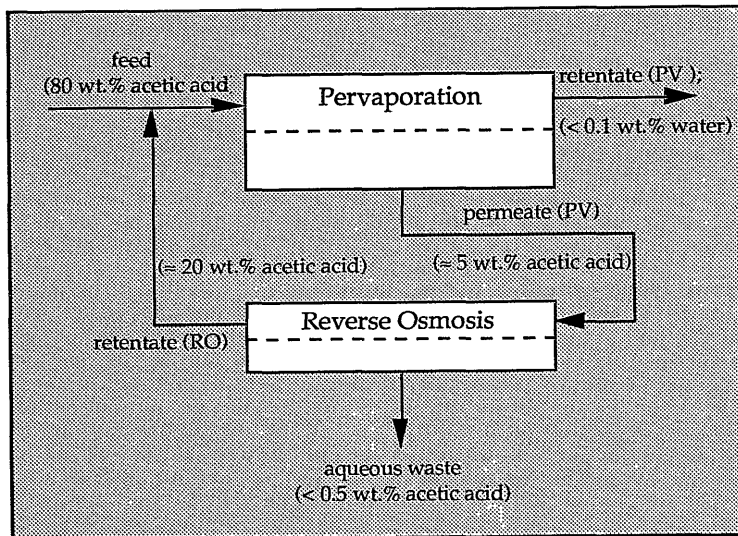 feed
(80 wt.% acetic acid
Pervaporation
retentate (PV );
(< 0.1 wt.% water)
permeate (PV)
(≈ 20 wt.% acetic acid)
(≈ 5 wt.% acetic acid)
Reverse Osmosis
retentate (RO)
aqueous waste
(< 0.5 wt.% acetic acid)